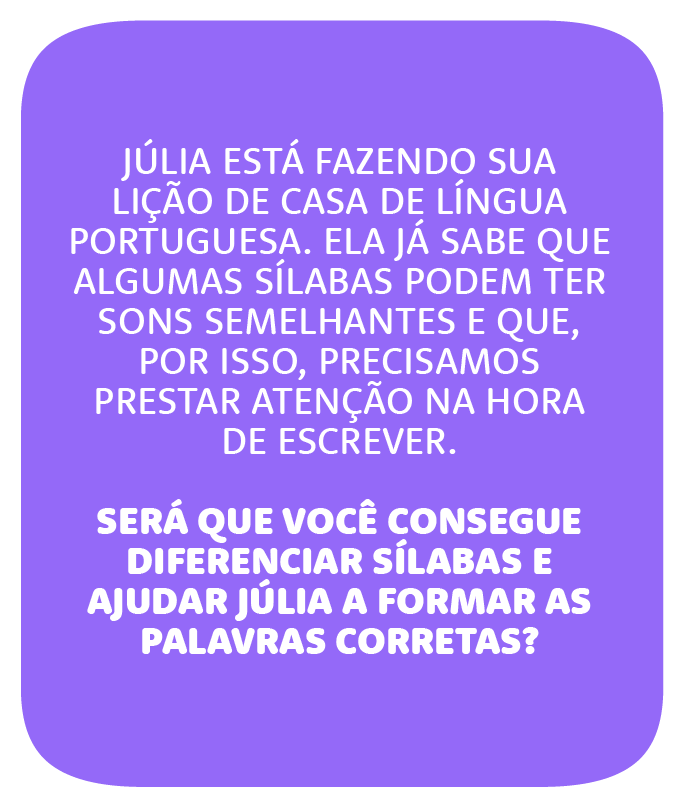 JÚLIA ESTÁ FAZENDO SUA
LIÇÃO DE CASA DE LÍNGUA
PORTUGUESA. ELA JÁ SABE QUE
ALGUMAS SÍLABAS PODEM TER
SONS SEMELHANTES E QUE,
POR ISSO, PRECISAMOS
PRESTAR ATENÇÃO NA HORA
DE ESCREVER.
SERÁ QUE VOCÊ CONSEGUE
DIFERENCIAR SÍLABAS E
AJUDAR JÚLIA A FORMAR AS
PALAVRAS CORRETAS?